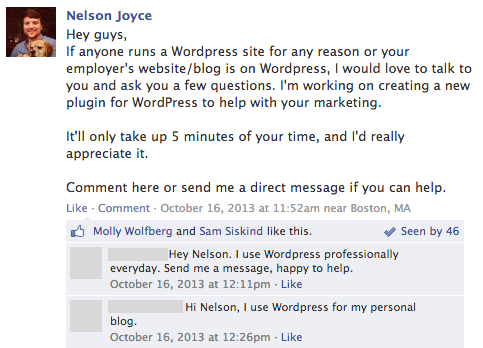 Nelson Joyce
Hey guys,
If anyone runs a Wordpress site for any reason or your
employer's website/blog is on Wordpress, I would love to talk to
you and ask you a few questions. I'm working on creating a new
plugin for WordPress to help with your marketing.
It'll only take up 5 minutes of your time, and I'd really
appreciate it.
Comment here or send me a direct message if you can help.
Like · Comment · October 16, 2013 at 11:52am near Boston, MA
Molly Wolfberg and Sam Siskind like this. Seen by 46
Hey Nelson. I use Wordpress professionally
everyday. Send me a message, happy to help.
October 16, 2013 at 12:11pm · Like
Hi Nelson, I use Wordpress for my personal
blog.
October 16, 2013 at 12:26pm · Like